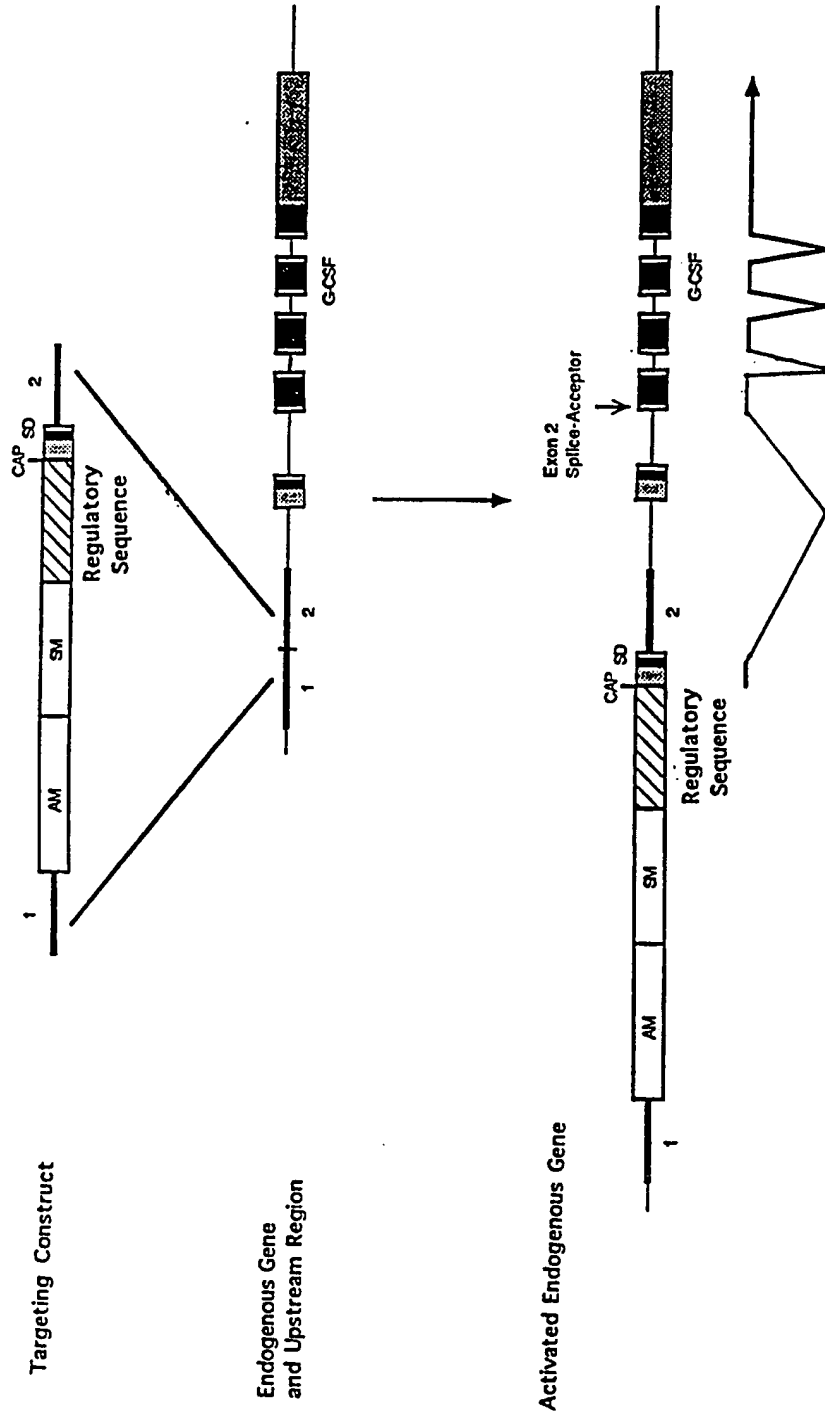 Targeting Construct
1
AM
SM
Regulatory
Sequence
CAP
SD
2
Endogenous Gene
and Upstream Region
1
2
G-CSF
Activated Endogenous Gene
1
AM
SM
Regulatory
Sequence
CAP
SD
2
Exon 2
Splice-Acceptor
G-CSF